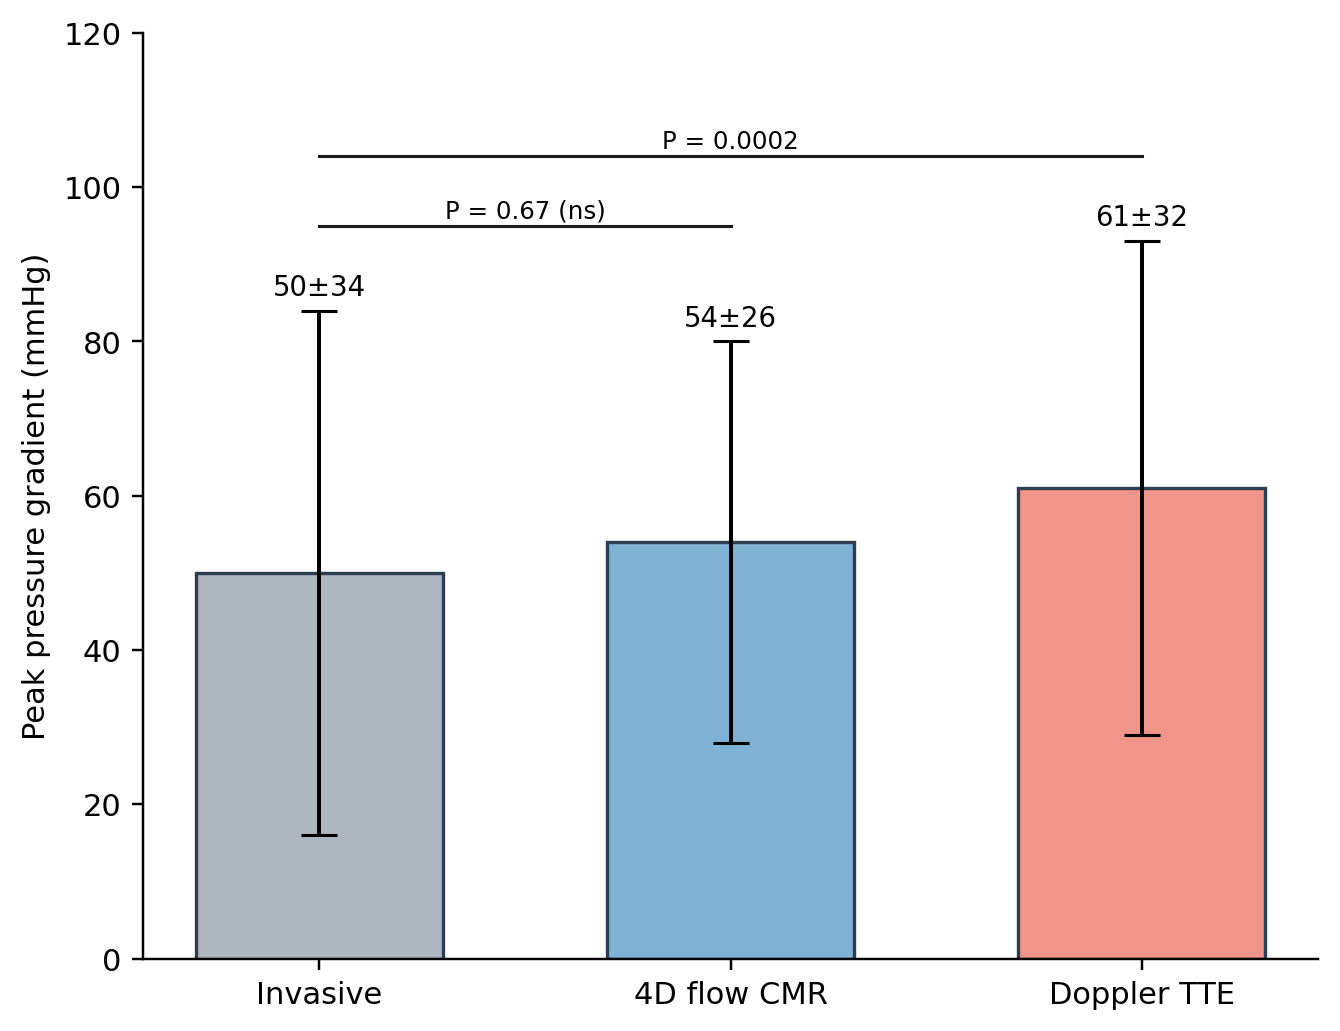 120
100
80
60
40
20
0
Peak pressure gradient (mmHg)
P = 0.0002
P = 0.67 (ns)
61±32
50±34
54±26
Invasive
4D flow CMR
Doppler TTE